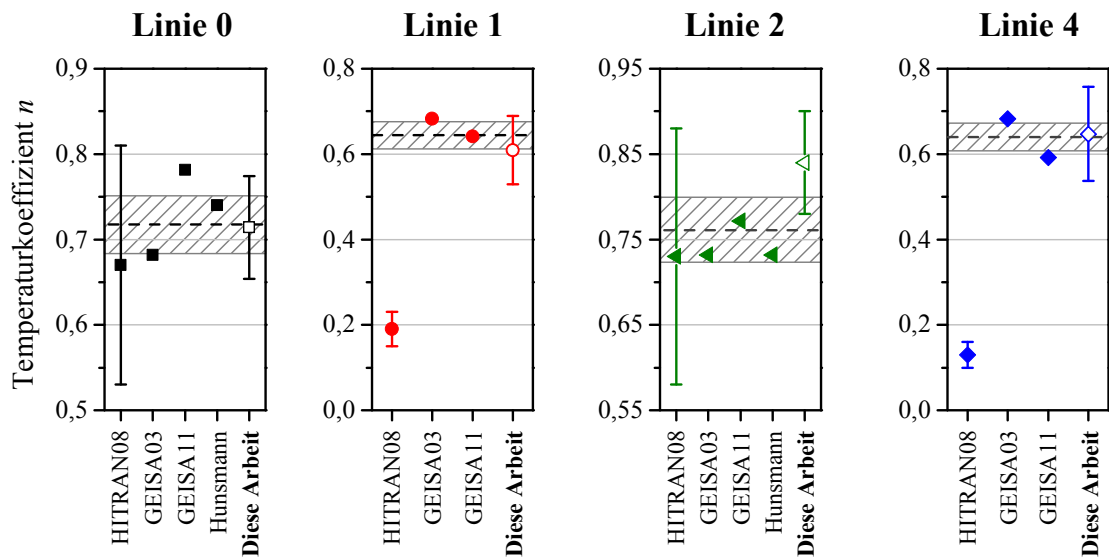 Linie 0
Linie 1
Linie 2
Linie 4
Temperaturkoeffizient n
0,9
0,8
0,7
0,6
0,5
HITRAN08
GEISA03
GEISA11
Hunsmann
Diese Arbeit
0,8
0,6
0,4
0,2
0,0
HITRAN08
GEISA03
GEISA11
Diese Arbeit
0,95
0,85
0,75
0,65
0,55
HITRAN08
GEISA03
GEISA11
Hunsmann
Diese Arbeit
0,8
0,6
0,4
0,2
0,0
HITRAN08
GEISA03
GEISA11
Diese Arbeit